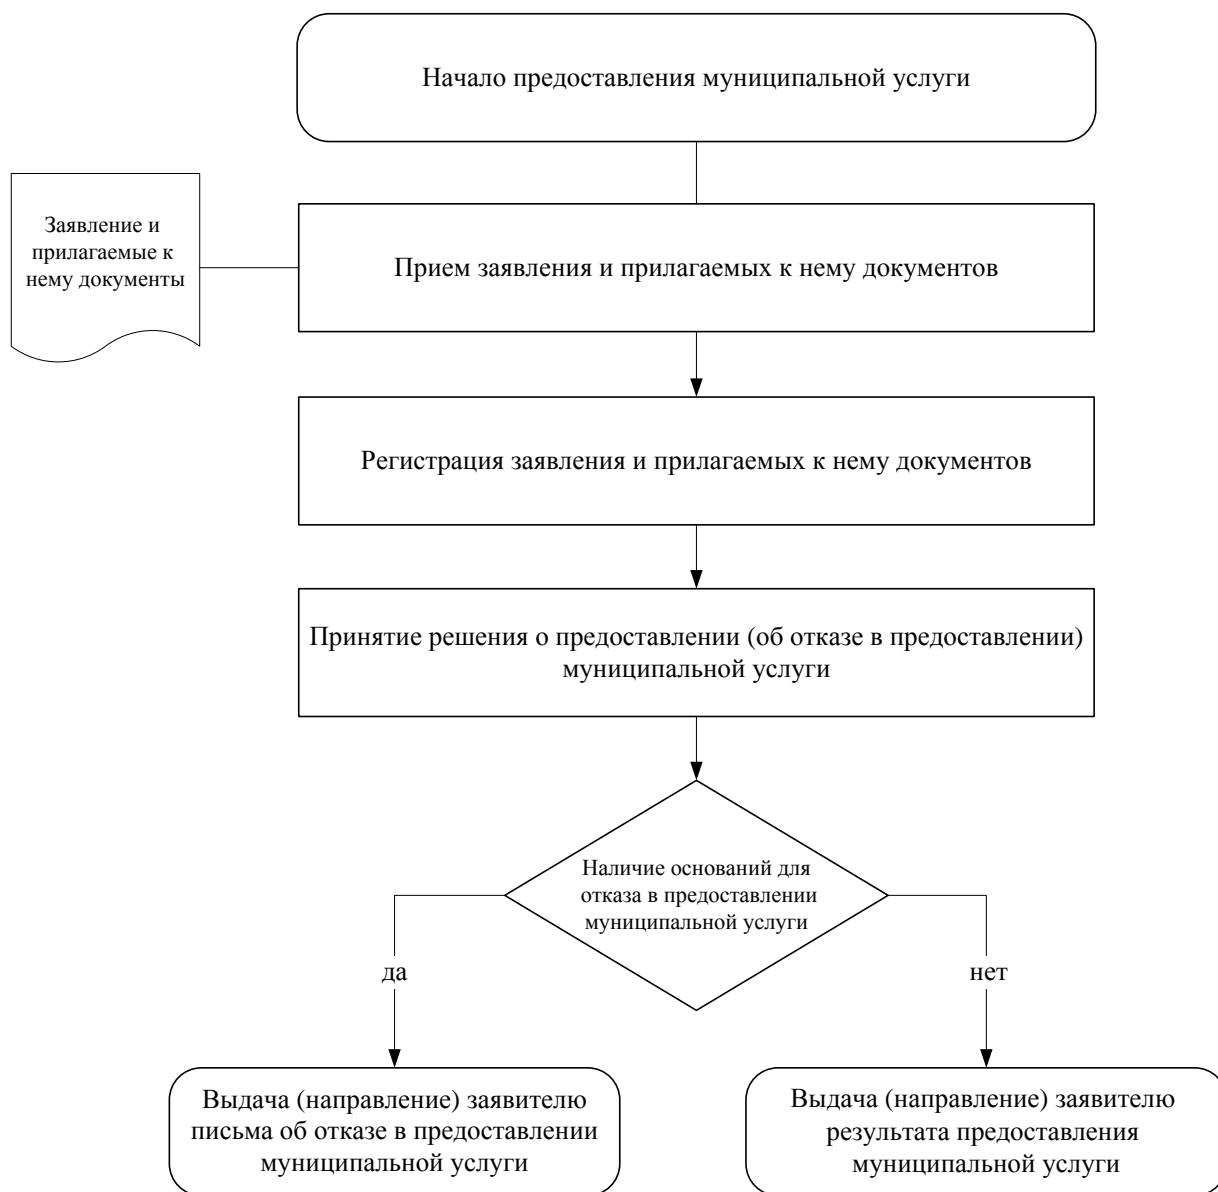 Начало предоставления муниципальной услуги
Заявление и
прилагаемые к
нему документы
Прием заявления и прилагаемых к нему документов
Регистрация заявления и прилагаемых к нему документов
Принятие решения о предоставлении (об отказе в предоставлении)
муниципальной услуги
Наличие оснований для
отказа в предоставлении
муниципальной услуги
да
нет
Выдача (направление) заявителю
письма об отказе в предоставлении
муниципальной услуги
Выдача (направление) заявителю
результата предоставления
муниципальной услуги